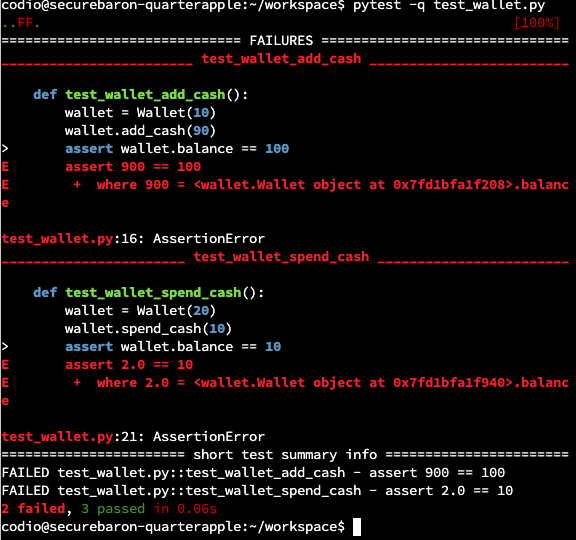 codio@securebaron-quarterapple:~/workspace$ pytest -q test_wallet.py
..FF. [100%]
================================== FAILURES ==================================
________________________ test_wallet_add_cash _________________________
def test_wallet_add_cash():
wallet = Wallet(10)
wallet.add_cash(90)
> assert wallet.balance == 100
E assert 900 == 100
E + where 900 = <wallet.Wallet object at 0x7fd1bfa1f208>.balanc
e
test_wallet.py:16: AssertionError
_______________________ test_wallet_spend_cash ________________________
def test_wallet_spend_cash():
wallet = Wallet(20)
wallet.spend_cash(10)
> assert wallet.balance == 10
E assert 2.0 == 10
E + where 2.0 = <wallet.Wallet object at 0x7fd1bfa1f940>.balanc
e
test_wallet.py:21: AssertionError
======================= short test summary info =======================
FAILED test_wallet.py::test_wallet_add_cash - assert 900 == 100
FAILED test_wallet.py::test_wallet_spend_cash - assert 2.0 == 10
2 failed, 3 passed in 0.06s
codio@securebaron-quarterapple:~/workspace$